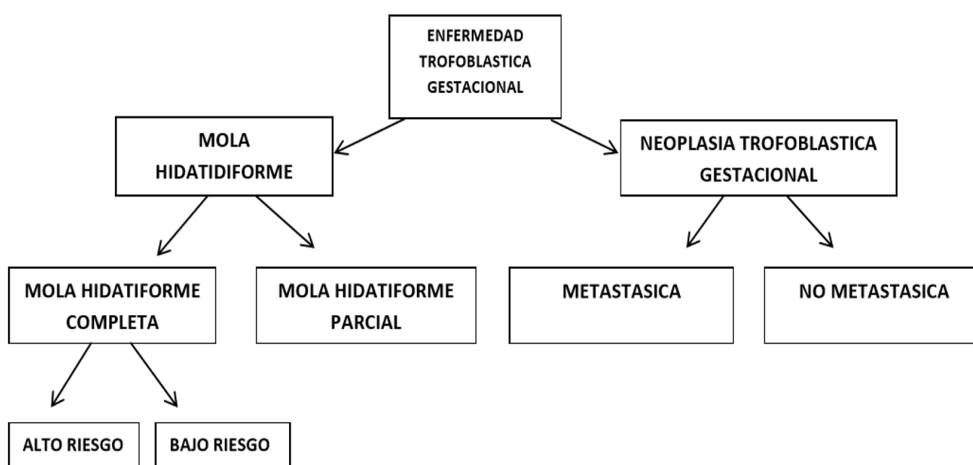 ENFERMEDAD
TROFOBLASTICA
GESTACIONAL
MOLA
HIDATIDIFORME
NEOPLASIA TROFOBLASTICA
GESTACIONAL
MOLA HIDATIFORME
COMPLETA
MOLA HIDATIFORME
PARCIAL
METASTASICA
NO METASTASICA
ALTO RIESGO
BAJO RIESGO